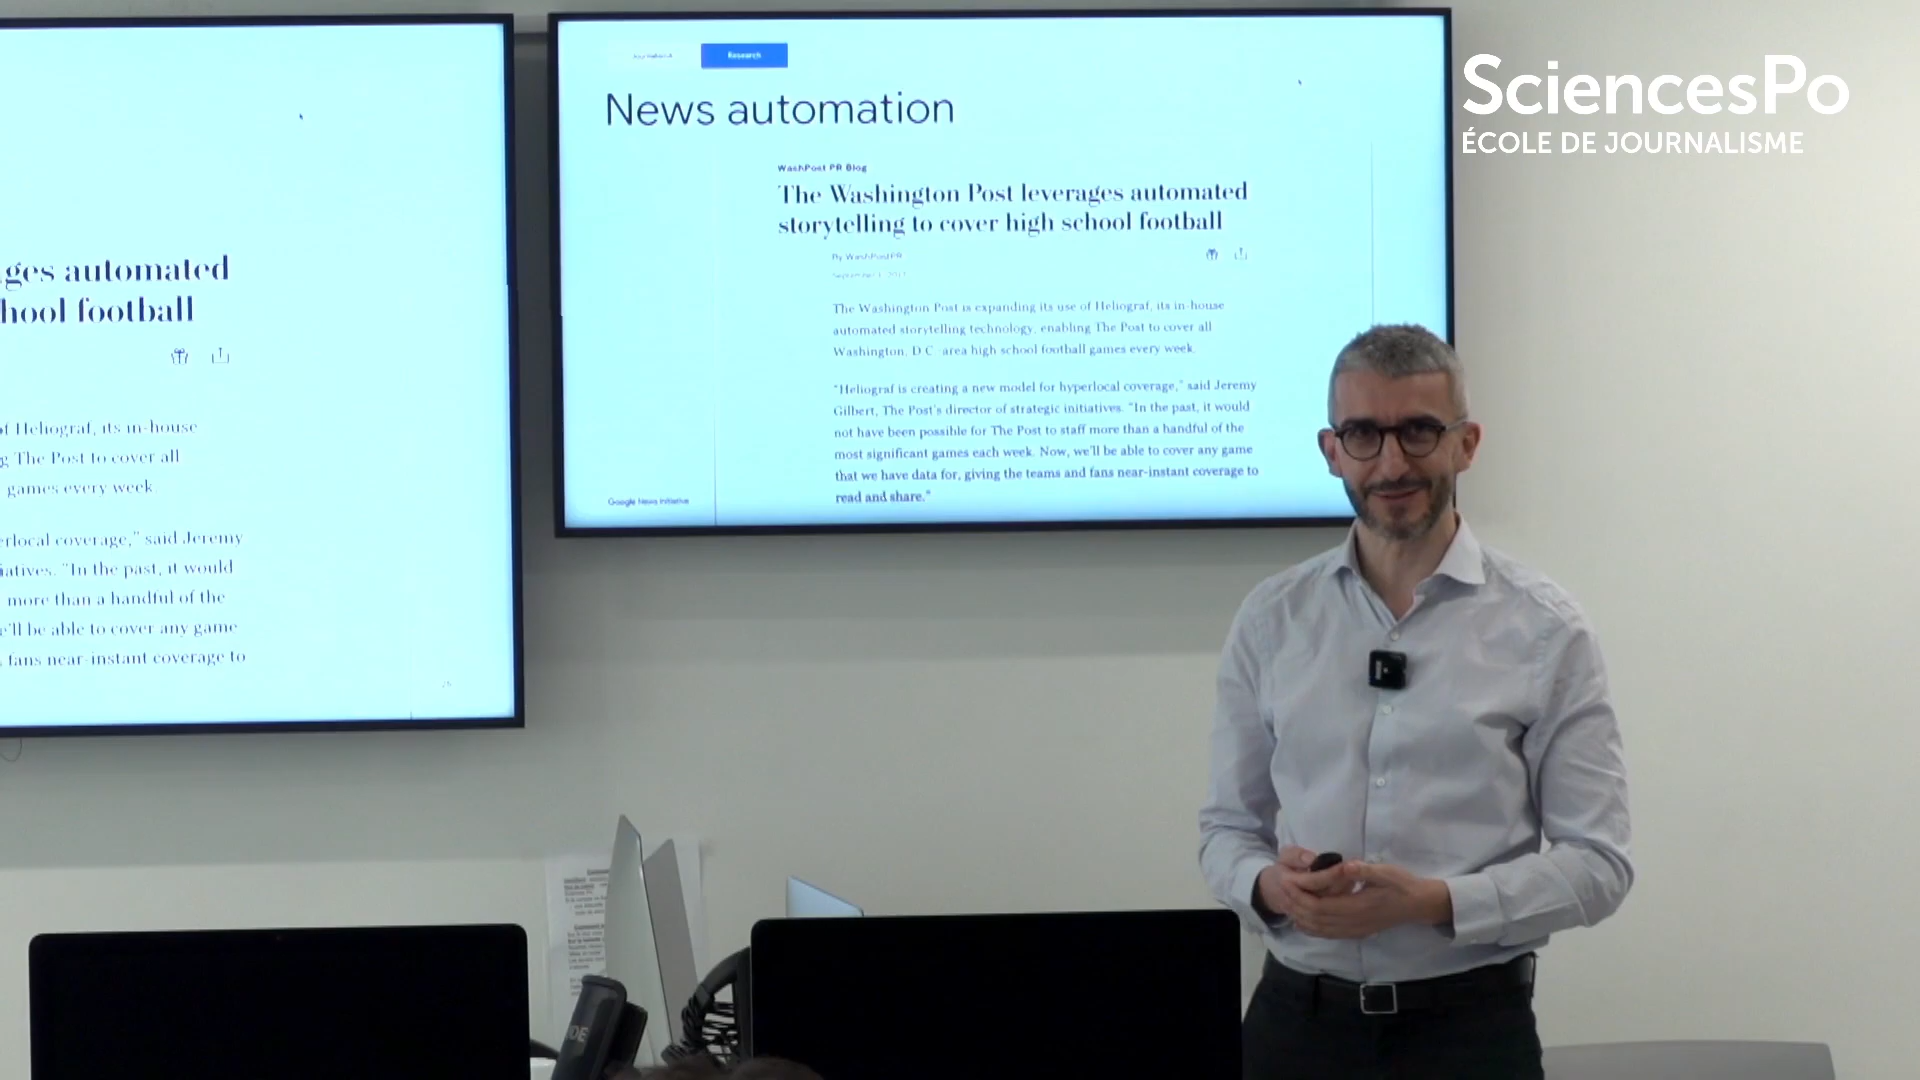 ges automated
hool football
of Heliograf, its in-house
g The Post to cover all
games every week
rlocal coverage," said Jeremy
iatives. "In the past, it would
more than a handful of the
e'll be able to cover any game
fans near-instant coverage to
Research
News automation
WashPost PR Blog
The Washington Post leverages automated
storytelling to cover high school football
By WashPostPR
The Washington Post is expanding its use of Heliograf, its in-house
automated storytelling technology, enabling The Post to cover all
Washington, D.C. area high school football games every week.
"Heliograf is creating a new model for hyperlocal coverage," said Jeremy
Gilbert, The Post's director of strategic initiatives. "In the past, it would
not have been possible for The Post to staff more than a handful of the
most significant games each week. Now, we'll be able to cover any game
that we have data for, giving the teams and fans near-instant coverage to
read and share."
Google News Initiative
SciencesPo
ÉCOLE DE JOURNALISME